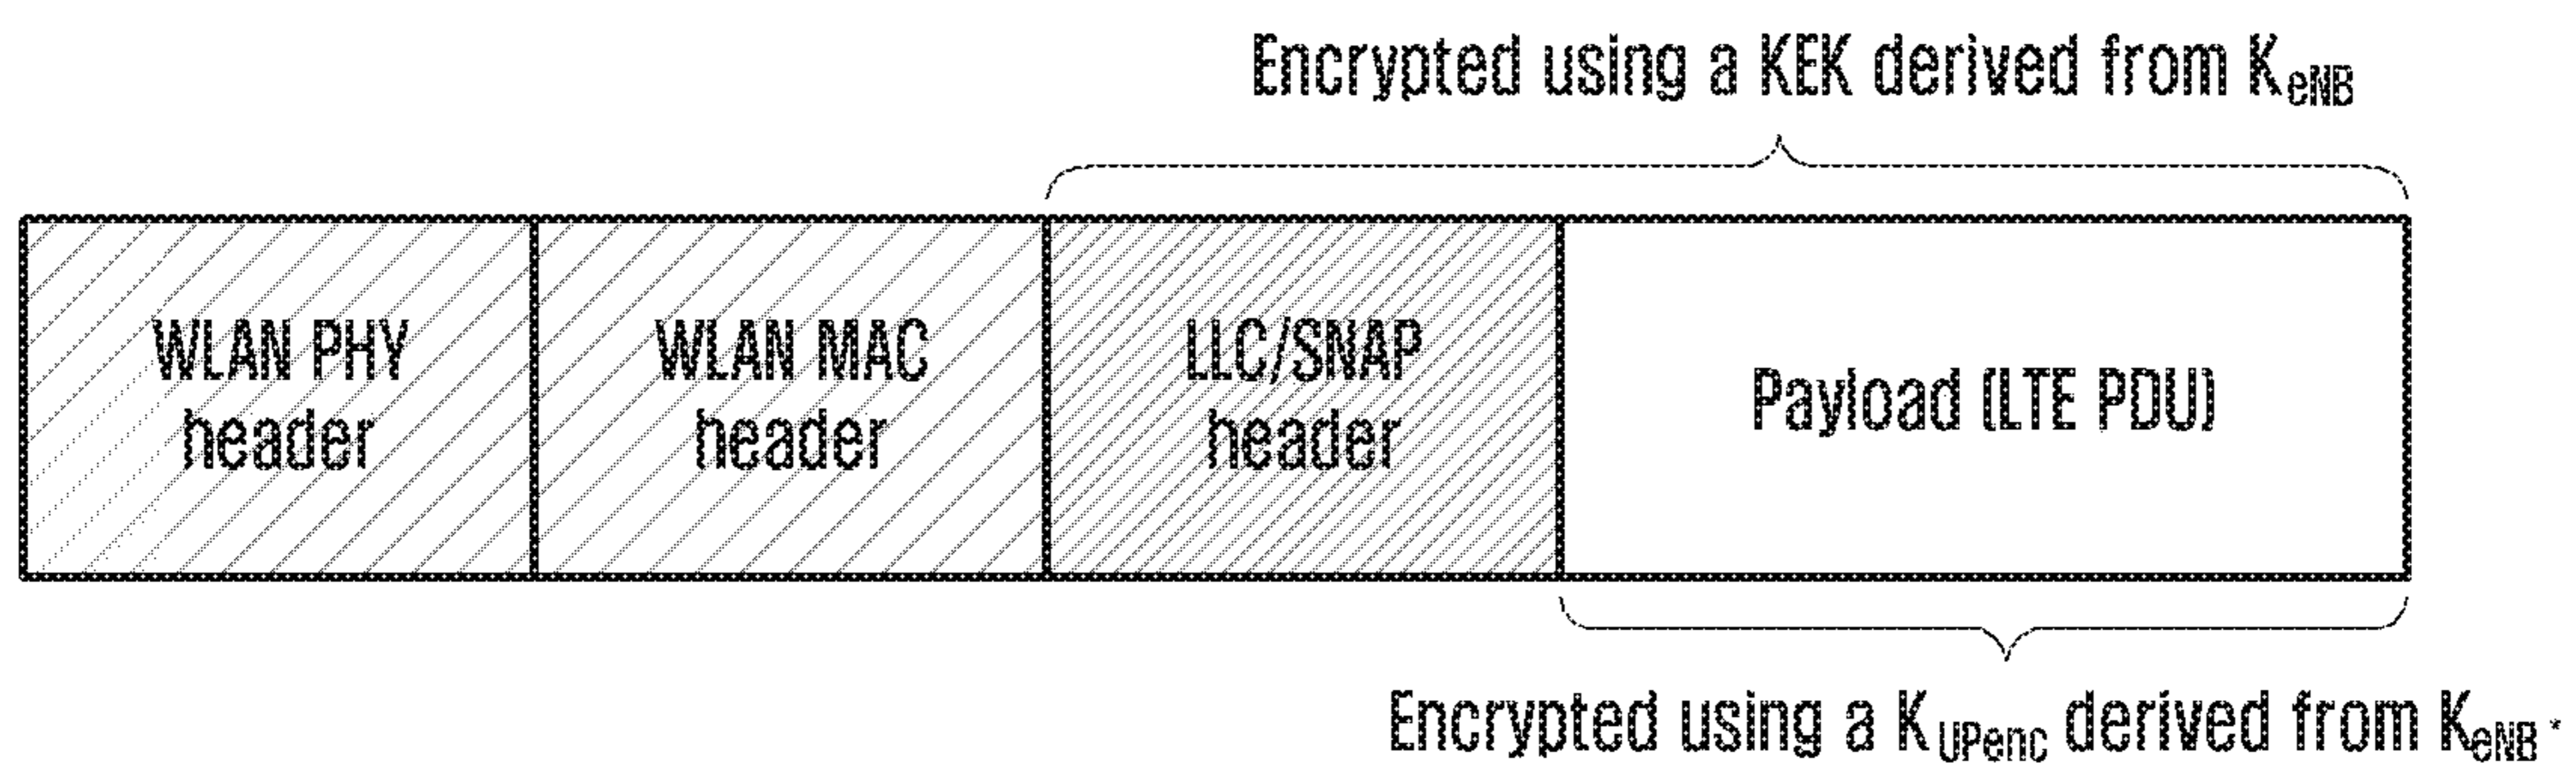 Encrypted using a KEK derived from KeNB
WLAN PHY
header
WLAN MAC
header
LLC/SNAP
header
Payload (LTE PDU)
Encrypted using a KUPenc derived from KeNB*